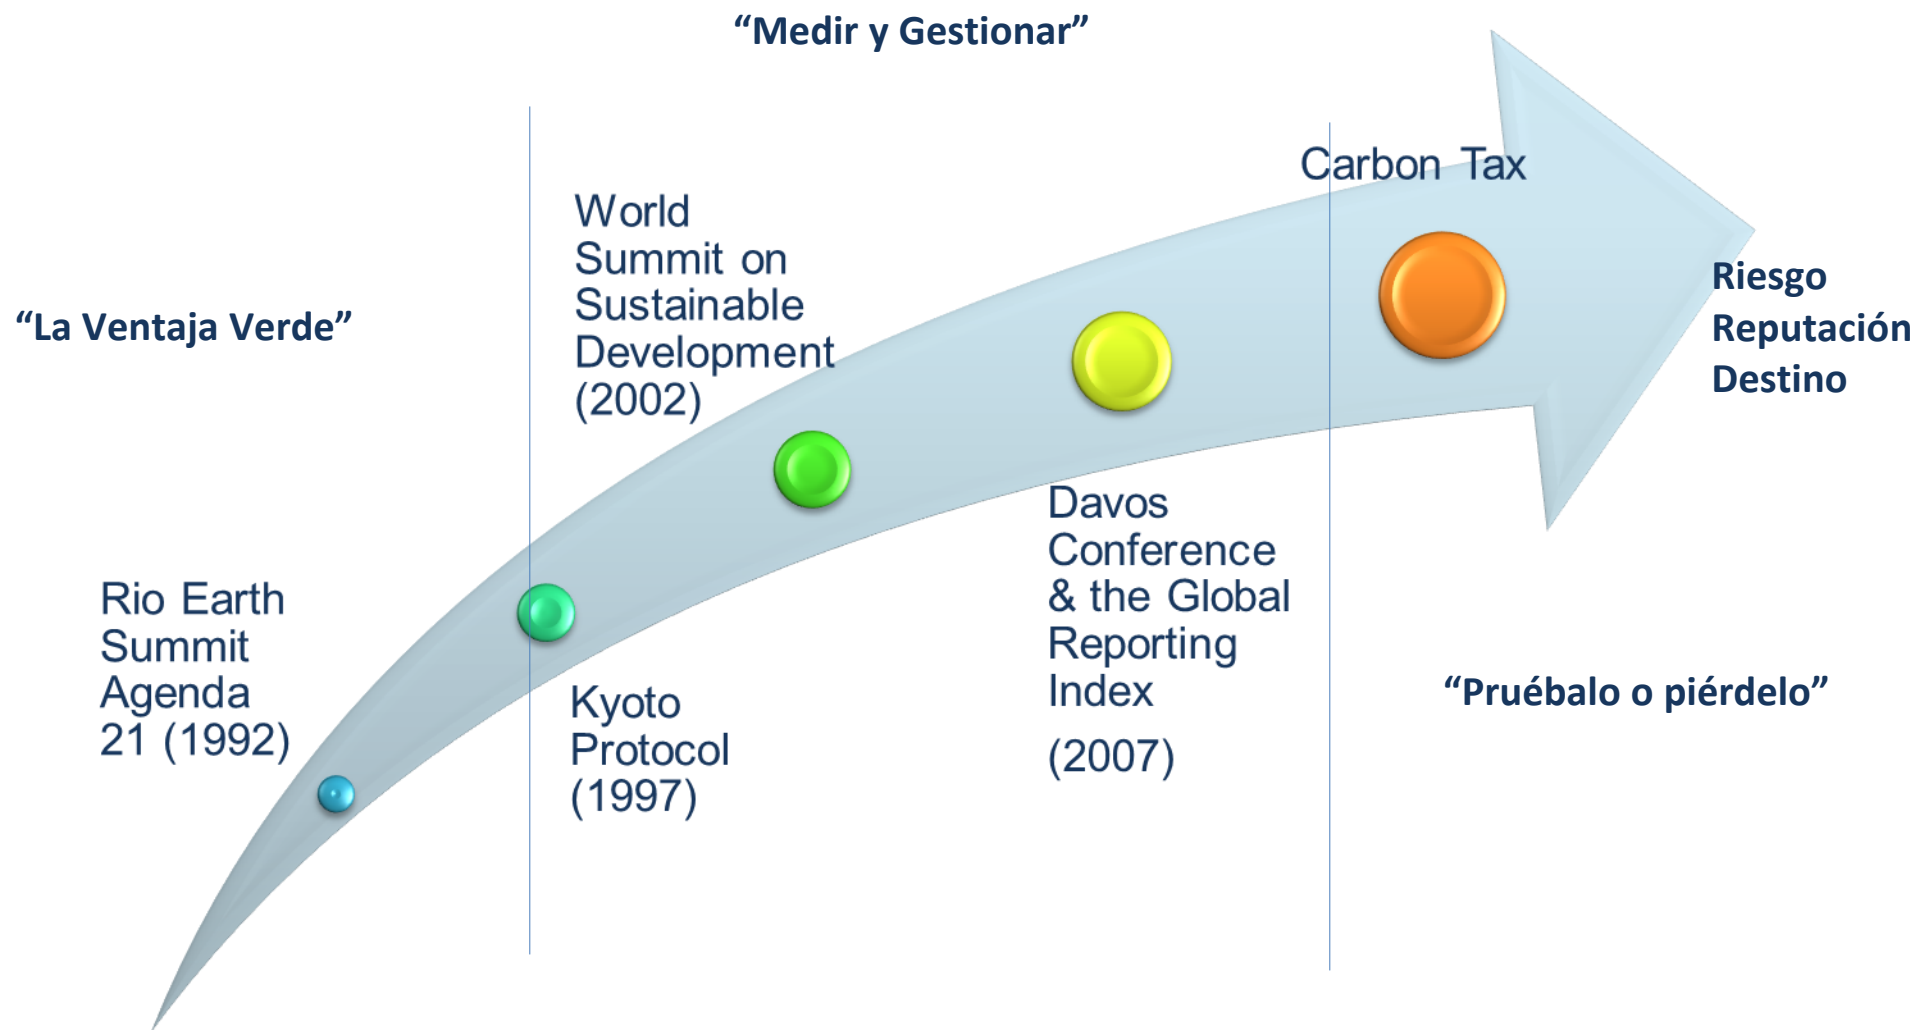 “Medir y Gestionar”
“La Ventaja Verde”
Rio Earth
Summit
Agenda
21 (1992)
Kyoto
Protocol
(1997)
World
Summit on
Sustainable
Development
(2002)
Davos
Conference
& the Global
Reporting
Index
(2007)
Carbon Tax
Riesgo
Reputación
Destino
“Pruébalo o piérdelo”